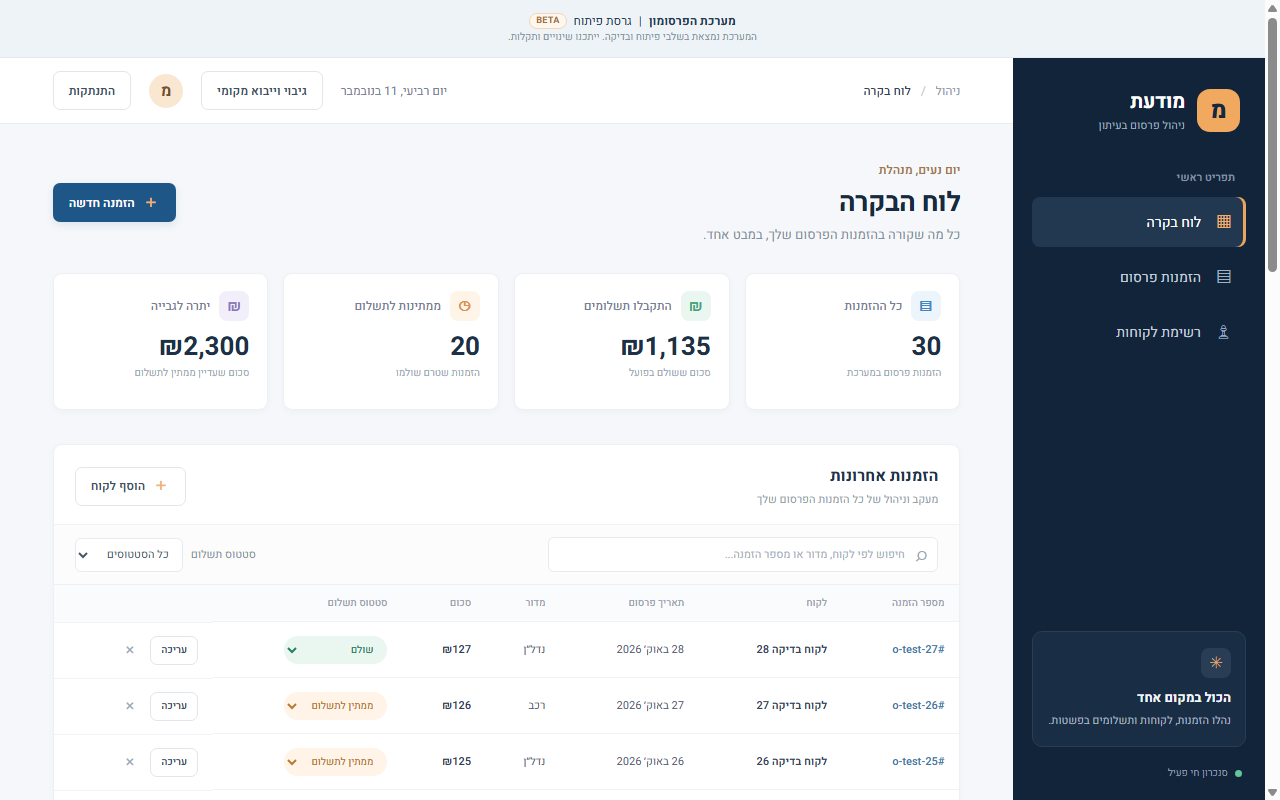 מערכת הפרסומון | גרסת פיתוח BETA
המערכת נמצאת בשלבי פיתוח ובדיקה. ייתכנו שינויים ותקלות.
מ
מודעת
ניהול פרסום בעיתון
תפריט ראשי
לוח בקרה
הזמנות פרסום
רשימת לקוחות
הכול במקום אחד
נהלו הזמנות, לקוחות ותשלומים בפשטות.
סנכרון חי פעיל
ניהול / לוח בקרה
יום רביעי, 11 בנובמבר
גיבוי וייבוא מקומי
מ
התנתקות
יום נעים, מנהלת
לוח הבקרה
כל מה שקורה בהזמנות הפרסום שלך, במבט אחד.
+ הזמנה חדשה
כל ההזמנות
30
הזמנות פרסום במערכת
₪ התקבלו תשלומים
₪1,135
סכום ששולם בפועל
ממתינות לתשלום
20
הזמנות שטרם שולמו
₪ יתרה לגבייה
₪2,300
סכום שעדיין ממתין לתשלום
הזמנות אחרונות
מעקב וניהול של כל הזמנות הפרסום שלך
+ הוסף לקוח
חיפוש לפי לקוח, מדור או מספר הזמנה...
סטטוס תשלום כל הסטטוסים
מספר הזמנה לקוח תאריך פרסום מדור סכום סטטוס תשלום
#o-test-27 לקוח בדיקה 28 28 באוק׳ 2026 נדל"ן ₪127 שולם עריכה ×
#o-test-26 לקוח בדיקה 27 27 באוק׳ 2026 רכב ₪126 ממתין לתשלום עריכה ×
#o-test-25 לקוח בדיקה 26 26 באוק׳ 2026 נדל"ן ₪125 ממתין לתשלום עריכה ×